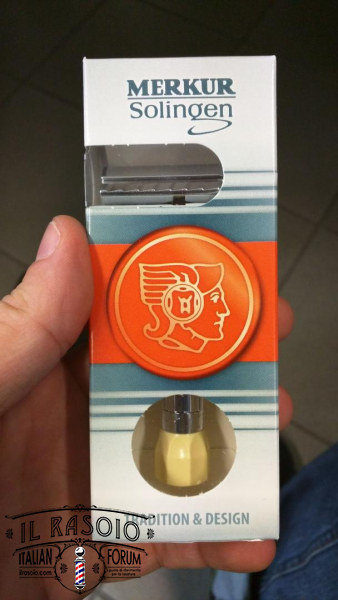 MERKUR
Solingen
TRADITION & DESIGN
IL RASOIO
ITALIAN FORUM
ilrasoio.com